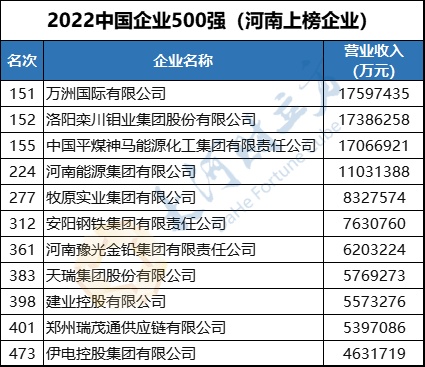 2022中国企业500强（河南上榜企业）
名次 企业名称 营业收入
(万元)
151 万洲国际有限公司 17597435
152 洛阳栾川钼业集团股份有限公司 17386258
155 中国平煤神马能源化工集团有限责任公司 17066921
224 河南能源集团有限公司 11031388
277 牧原实业集团有限公司 8327574
312 安阳钢铁集团有限责任公司 7630760
361 河南豫光金铅集团有限责任公司 6203224
383 天瑞集团股份有限公司 5769273
398 建业控股有限公司 5573276
401 郑州瑞茂通供应链有限公司 5397086
473 伊电控股集团有限公司 4631719
大河财立方
DaHe Fortune Cube